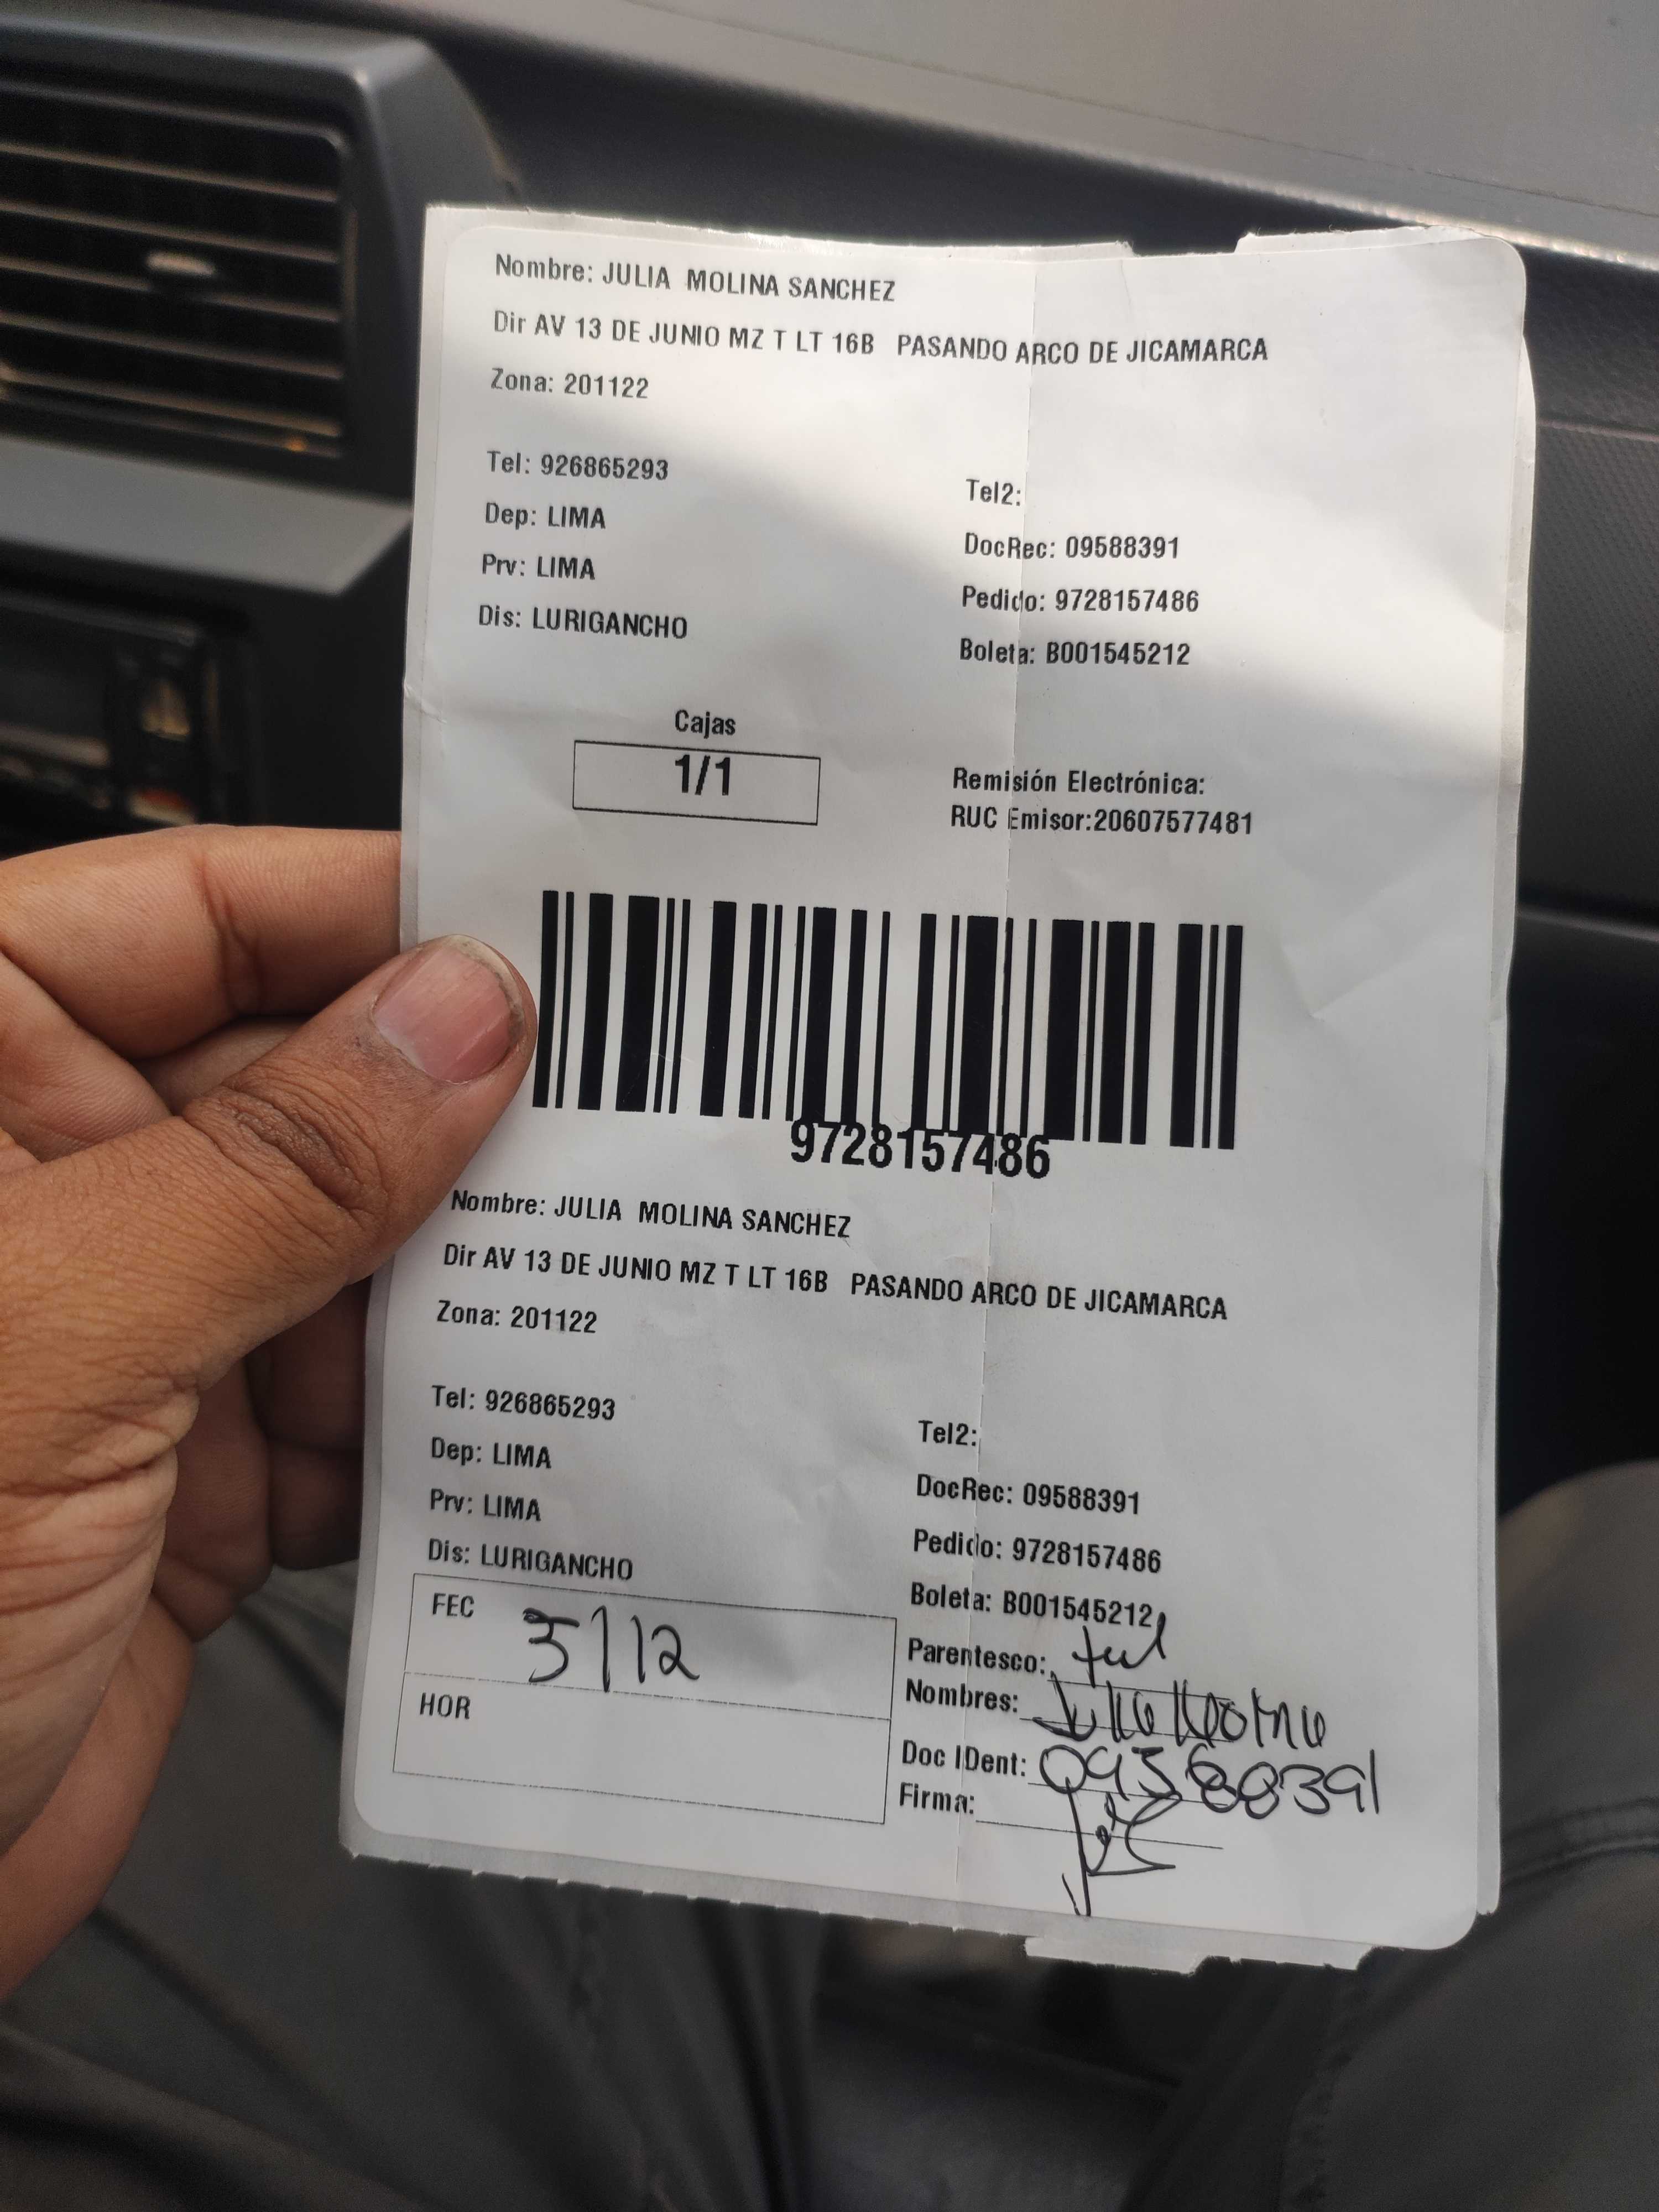 Nombre: JULIA MOLINA SANCHEZ
Dir AV 13 DE JUNIO MZ T LT 16B PASANDO ARCO DE JICAMARCA
Zona: 201122
Tel: 926865293
Tel2:
Dep: LIMA
DocRec: 09588391
Prv: LIMA
Pedido: 9728157486
Dis: LURIGANCHO
Boleta: B001545212
Cajas
1/1
Remisión Electrónica:
RUC Emisor:20607577481
9728157486
Nombre: JULIA MOLINA SANCHEZ
Dir AV 13 DE JUNIO MZ T LT 16B PASANDO ARCO DE JICAMARCA
Zona: 201122
Tel: 926865293
Tel2:
Dep: LIMA
DocRec: 09588391
Prv: LIMA
Pedido: 9728157486
Dis: LURIGANCHO
Boleta: B001545212
FEC 5/12
Parentesco:
HOR
Nombres:
Doc IDent: 09588391
Firma: